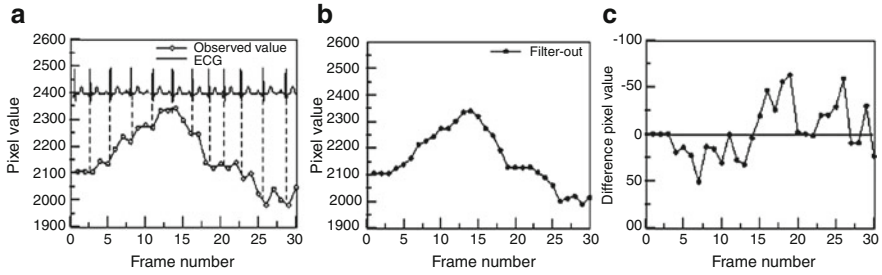 a
2600
2500
2400
2300
2200
2100
2000
1900
Pixel value
Observed value
ECG
0 5 10 15 20 25 30
Frame number
b
2600
2500
2400
2300
2200
2100
2000
1900
Pixel value
Filter-out
0 5 10 15 20 25 30
Frame number
c
-100
-50
0
50
00
Difference pixel value
0 5 10 15 20 25 30
Frame number